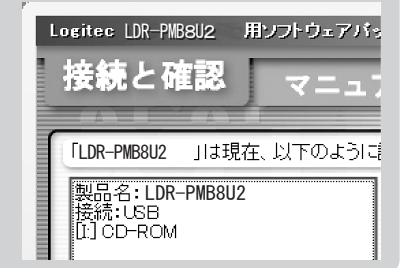 Logitec LDR-PMB8U2 用ソフトウェアパッ
接続と確認
マニュア
「LDR-PMB8U2 」は現在、以下のように
製品名:LDR-PMB8U2
接続:USB
[I:] CD-ROM